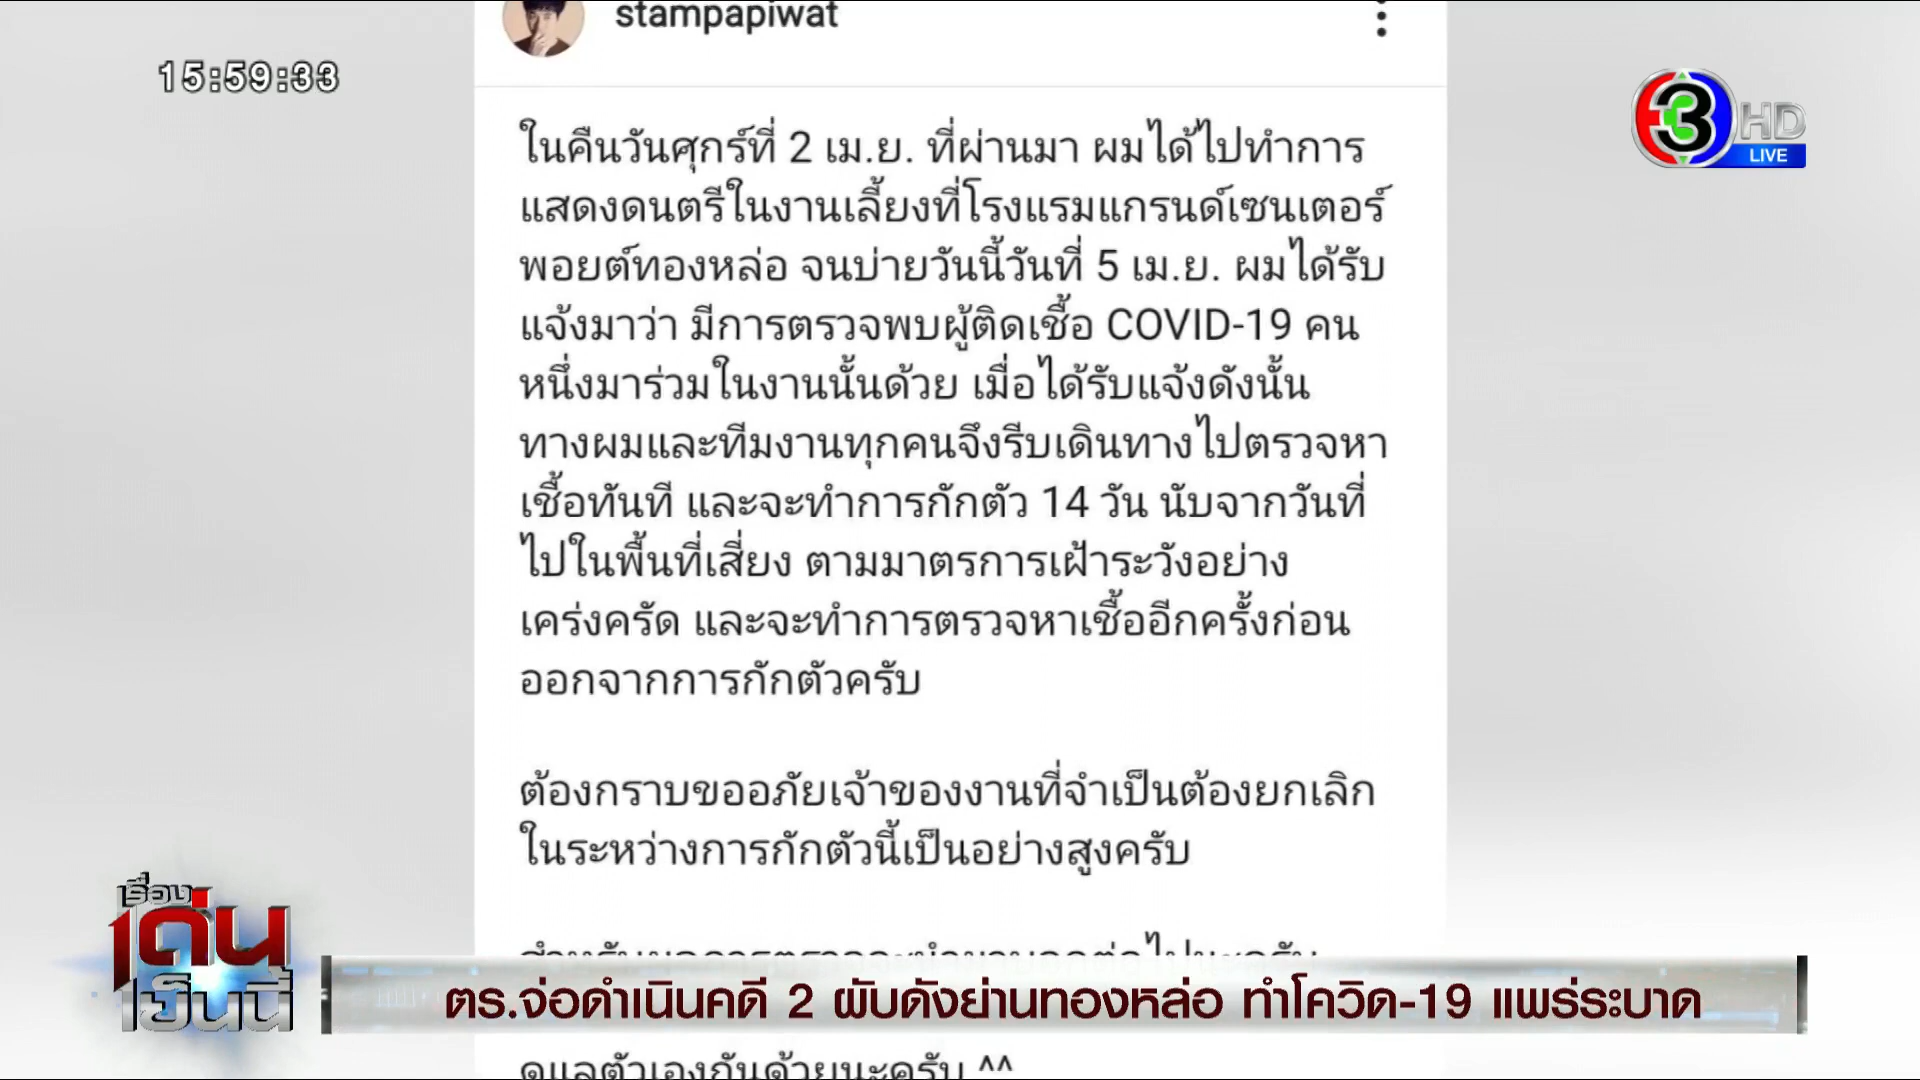 stampapiwat
15:59:33
3 HD
LIVE
ในคืนวันศุกร์ที่ 2 เม.ย. ที่ผ่านมา ผมได้ไปทำการ
แสดงดนตรีในงานเลี้ยงที่โรงแรมแกรนด์เซนเตอร์
พอยต์ทองหล่อ จนบ่ายวันนี้วันที่ 5 เม.ย. ผมได้รับ
แจ้งมาว่า มีการตรวจพบผู้ติดเชื้อ COVID-19 คน
หนึ่งมาร่วมในงานนั้นด้วย เมื่อได้รับแจ้งดังนั้น
ทางผมและทีมงานทุกคนจึงรีบเดินทางไปตรวจหา
เชื้อทันที และจะทำการกักตัว 14 วัน นับจากวันที่
ไปในพื้นที่เสี่ยง ตามมาตรการเฝ้าระวังอย่าง
เคร่งครัด และจะทำการตรวจหาเชื้ออีกครั้งก่อน
ออกจากการกักตัวครับ
ต้องกราบขออภัยเจ้าของงานที่จำเป็นต้องยกเลิก
ในระหว่างการกักตัวนี้เป็นอย่างสูงครับ
เรื่อง
เด่น
เย็นนี้
ตร.จ่อดำเนินคดี 2 ผับดังย่านทองหล่อ ทำโควิด-19 แพร่ระบาด
ดูแลตัวเองกันด้วยนะครับ ^^